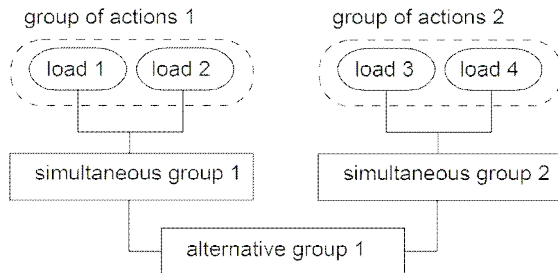 group of actions 1
group of actions 2
load 1
load 2
load 3
load 4
simultaneous group 1
simultaneous group 2
alternative group 1